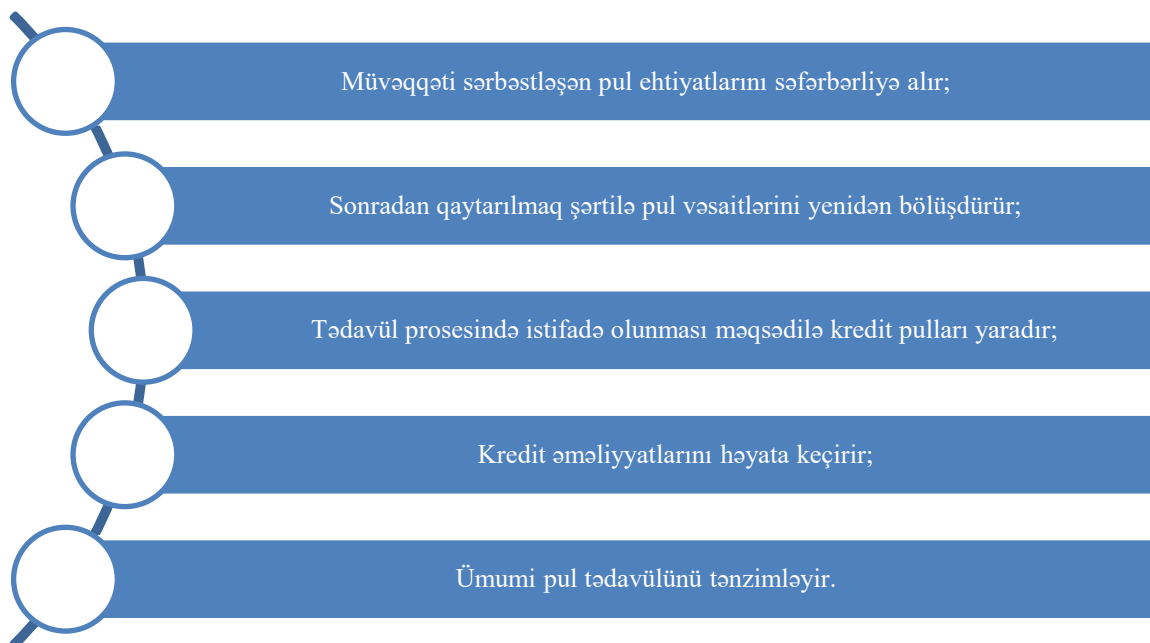 Müvəqqəti sərbəstləşən pul ehtiyatlarını səfərbərliyə alır;
Sonradan qaytarılmaq şərtilə pul vəsaitlərini yenidən bölüşdürür;
Tədavül prosesində istifadə olunması məqsədilə kredit pulları yaradır;
Kredit əməliyyatlarını həyata keçirir;
Ümumi pul tədavülünü tənzimləyir.